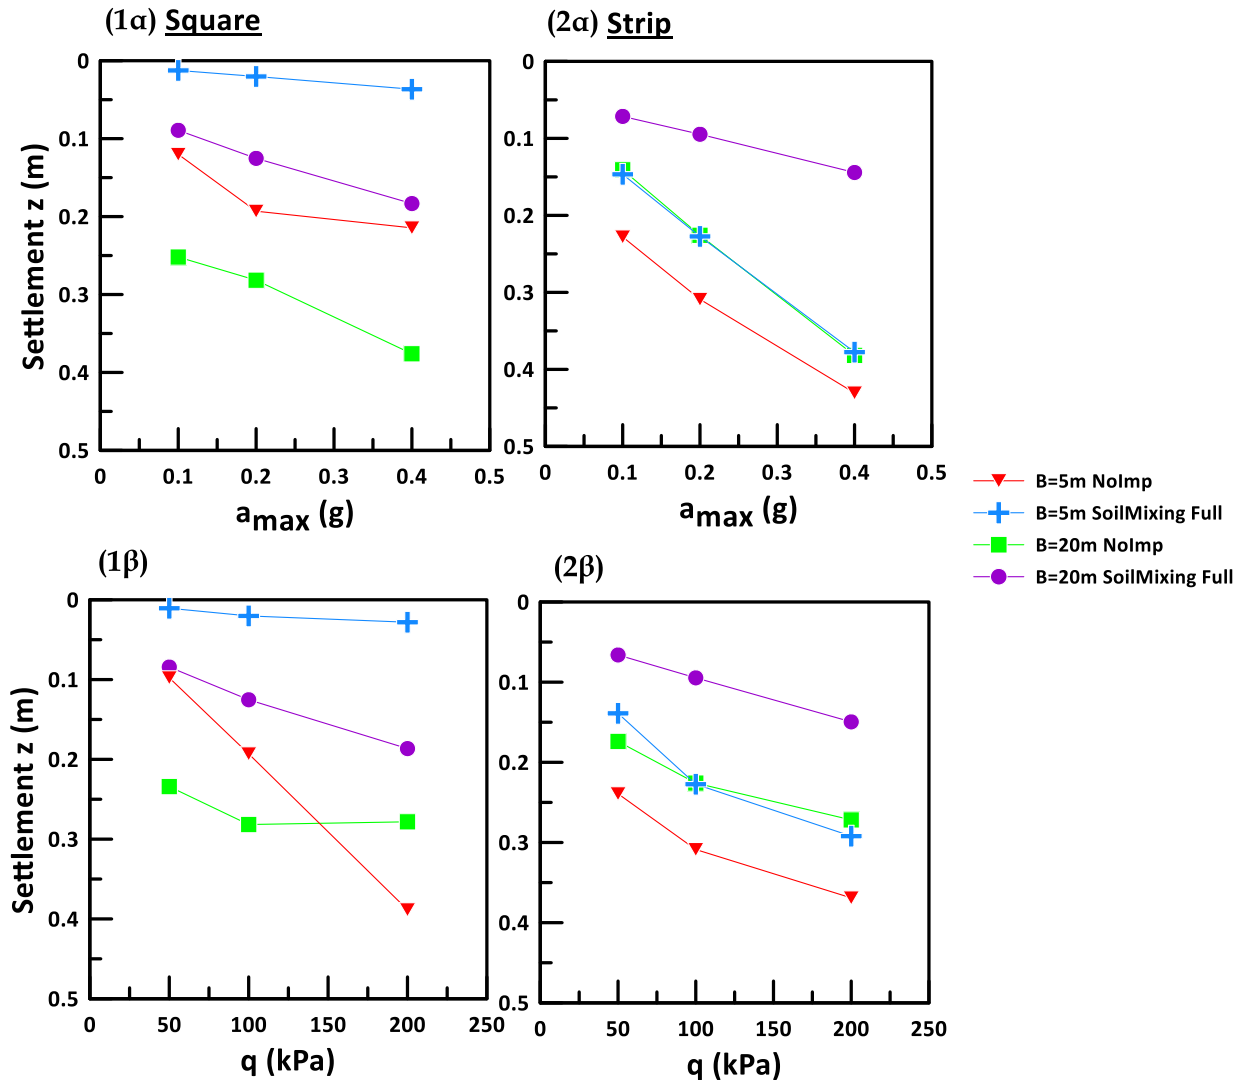 (1α) Square
0
0.1
0.2
0.3
0.4
0.5
Settlement z (m)
0 0.1 0.2 0.3 0.4 0.5
amax (g)
(2α) Strip
0
0.1
0.2
0.3
0.4
0.5
0 0.1 0.2 0.3 0.4 0.5
amax (g)
B=5m NoImp
B=5m SoilMixing Full
B=20m NoImp
B=20m SoilMixing Full
(1β)
0
0.1
0.2
0.3
0.4
0.5
Settlement z (m)
0 50 100 150 200 250
q (kPa)
(2β)
0
0.1
0.2
0.3
0.4
0.5
0 50 100 150 200 250
q (kPa)